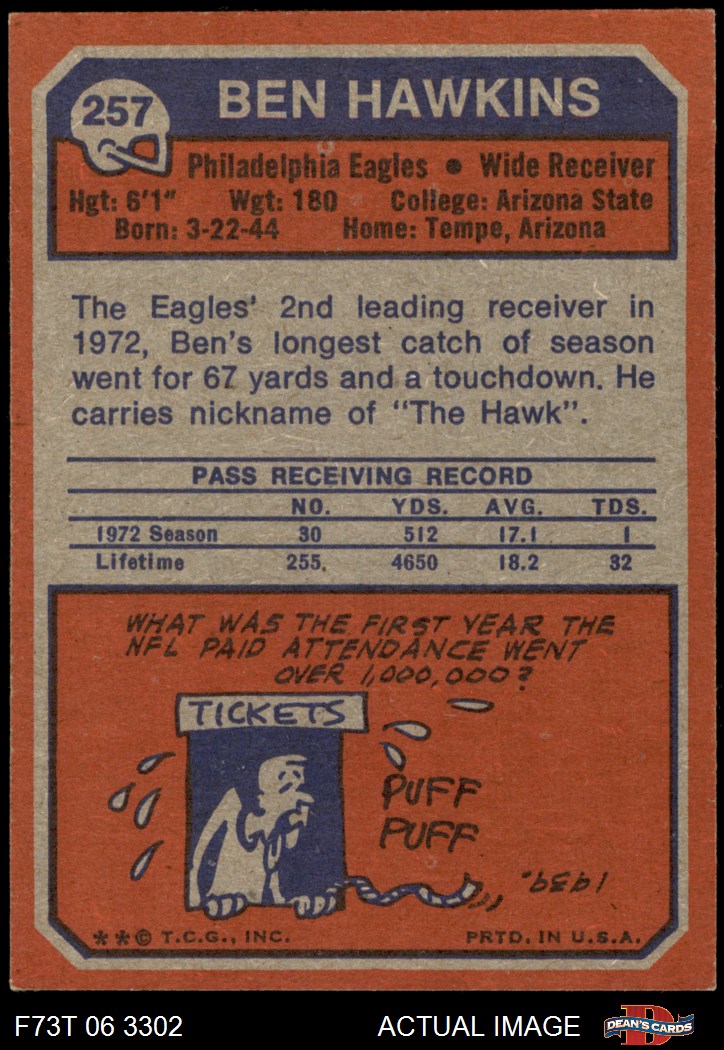 257
BEN HAWKINS
Philadelphia Eagles • Wide Receiver
Hgt: 6'1" Wgt: 180 College: Arizona State
Born: 3-22-44 Home: Tempe, Arizona
The Eagles' 2nd leading receiver in
1972, Ben's longest catch of season
went for 67 yards and a touchdown. He
carries nickname of "The Hawk".
PASS RECEIVING RECORD
NO. YDS. AVG. TDS.
1972 Season 30 512 17.1 1
Lifetime 255. 4650 18.2 32
WHAT WAS THE FIRST YEAR THE
NFL PAID ATTENDANCE WENT
OVER 1,000,000?
TICKETS
PUFF
PUFF
1939.
**© T.C.G., INC. PRTD. IN U.S.A.
F73T 06 3302 ACTUAL IMAGE D DEAN'S CARDS